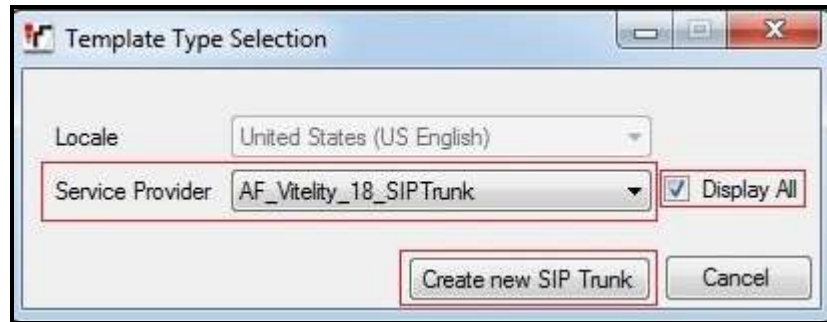 Template Type Selection
Locale United States (US English)
Service Provider AF_Vitelity_18_SIPTrunk Display All
Create new SIP Trunk Cancel